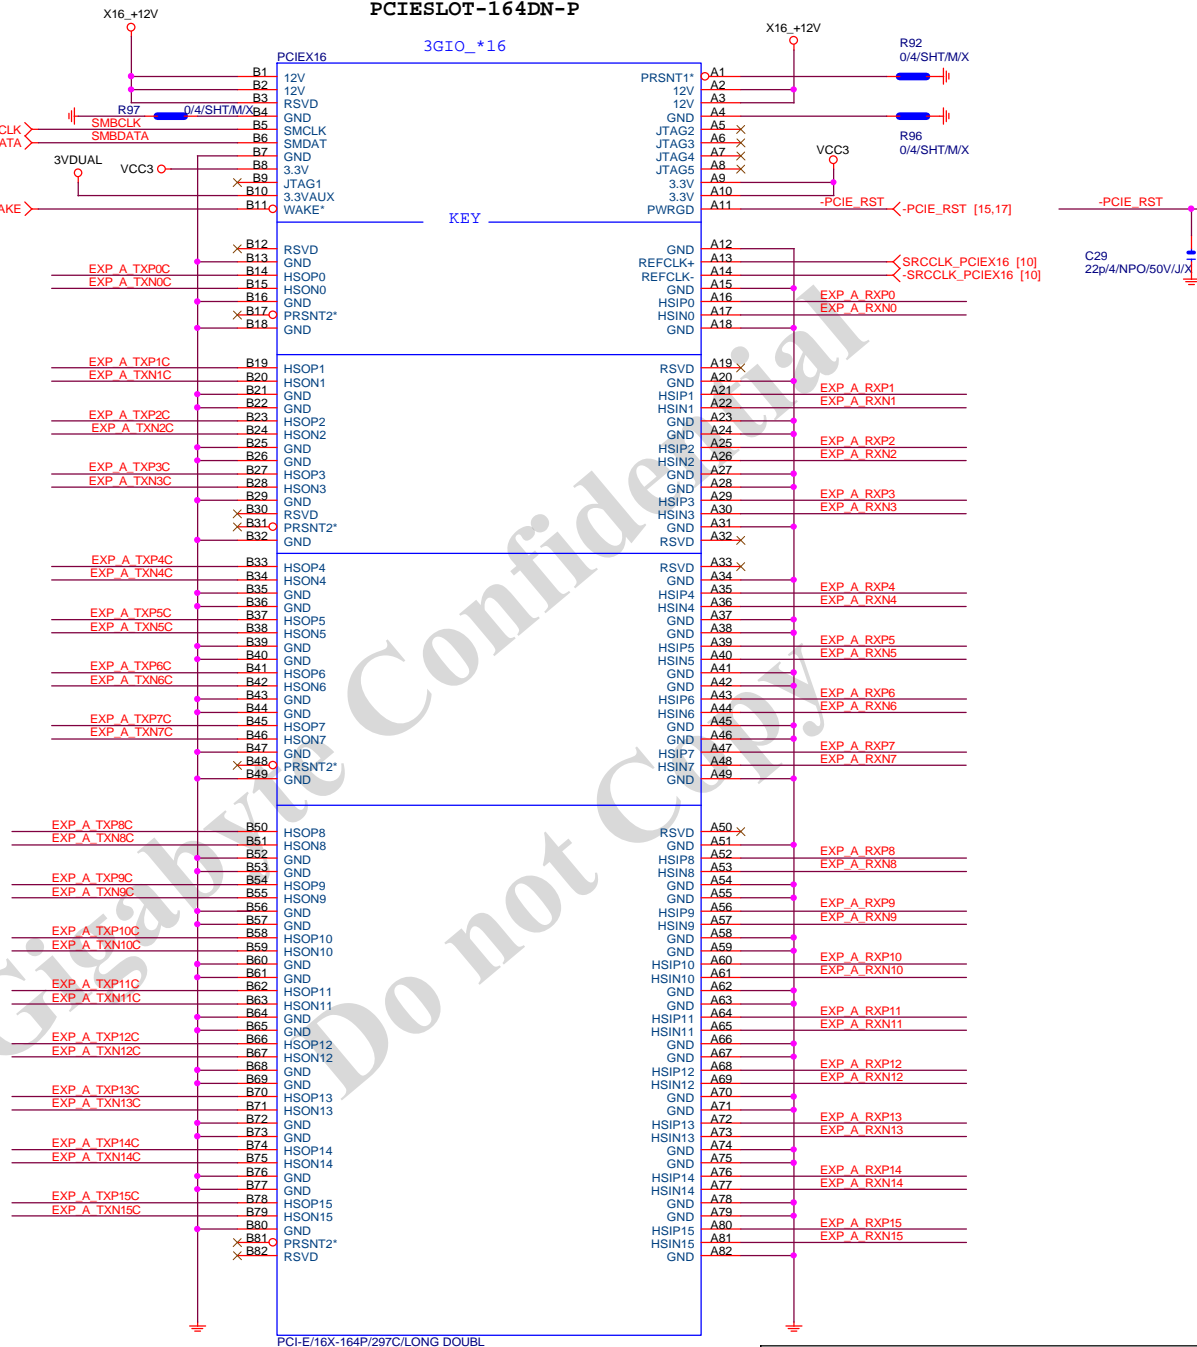 PCIESLOT-164DN-P
X16_+12V
3GIO_*16
X16_+12V
PCIEX16
R92
0/4/SHT/M/X
B1 12V PRSNT1* A1
B2 12V 12V A2
B3 RSVD 12V A3
R97 0/4/SHT/M/X B4 GND GND A4
R96
0/4/SHT/M/X
CLK SMBCLK B5 SMCLK JTAG2 A5
ATA SMBDATA B6 SMDAT JTAG3 A6
B7 GND JTAG4 A7
3VDUAL VCC3 B8 3.3V JTAG5 A8 VCC3
B9 JTAG1 3.3V A9
B10 3.3VAUX 3.3V A10
AKE B11 WAKE* PWRGD A11 -PCIE_RST -PCIE_RST [15,17] -PCIE_RST
KEY
B12 RSVD GND A12
B13 GND REFCLK+ A13 SRCCLK_PCIEX16 [10]
EXP_A_TXP0C B14 HSOP0 REFCLK- A14 -SRCCLK_PCIEX16 [10]
C29
22p/4/NPO/50V/J/X
EXP_A_TXN0C B15 HSON0 GND A15
B16 GND HSIP0 A16 EXP_A_RXP0
B17 PRSNT2* HSIN0 A17 EXP_A_RXN0
B18 GND GND A18
EXP_A_TXP1C B19 HSOP1 RSVD A19
EXP_A_TXN1C B20 HSON1 GND A20
B21 GND HSIP1 A21 EXP_A_RXP1
B22 GND HSIN1 A22 EXP_A_RXN1
EXP_A_TXP2C B23 HSOP2 GND A23
EXP_A_TXN2C B24 HSON2 GND A24
B25 GND HSIP2 A25 EXP_A_RXP2
B26 GND HSIN2 A26 EXP_A_RXN2
EXP_A_TXP3C B27 HSOP3 GND A27
EXP_A_TXN3C B28 HSON3 GND A28
B29 GND HSIP3 A29 EXP_A_RXP3
B30 RSVD HSIN3 A30 EXP_A_RXN3
B31 PRSNT2* GND A31
B32 GND RSVD A32
EXP_A_TXP4C B33 HSOP4 RSVD A33
EXP_A_TXN4C B34 HSON4 GND A34
B35 GND HSIP4 A35 EXP_A_RXP4
B36 GND HSIN4 A36 EXP_A_RXN4
EXP_A_TXP5C B37 HSOP5 GND A37
EXP_A_TXN5C B38 HSON5 GND A38
B39 GND HSIP5 A39 EXP_A_RXP5
B40 GND HSIN5 A40 EXP_A_RXN5
EXP_A_TXP6C B41 HSOP6 GND A41
EXP_A_TXN6C B42 HSON6 GND A42
B43 GND HSIP6 A43 EXP_A_RXP6
B44 GND HSIN6 A44 EXP_A_RXN6
EXP_A_TXP7C B45 HSOP7 GND A45
EXP_A_TXN7C B46 HSON7 GND A46
B47 GND HSIP7 A47 EXP_A_RXP7
B48 PRSNT2* HSIN7 A48 EXP_A_RXN7
B49 GND GND A49
EXP_A_TXP8C B50 HSOP8 RSVD A50
EXP_A_TXN8C B51 HSON8 GND A51
B52 GND HSIP8 A52 EXP_A_RXP8
B53 GND HSIN8 A53 EXP_A_RXN8
EXP_A_TXP9C B54 HSOP9 GND A54
EXP_A_TXN9C B55 HSON9 GND A55
B56 GND HSIP9 A56 EXP_A_RXP9
B57 GND HSIN9 A57 EXP_A_RXN9
EXP_A_TXP10C B58 HSOP10 GND A58
EXP_A_TXN10C B59 HSON10 GND A59
B60 GND HSIP10 A60 EXP_A_RXP10
B61 GND HSIN10 A61 EXP_A_RXN10
EXP_A_TXP11C B62 HSOP11 GND A62
EXP_A_TXN11C B63 HSON11 GND A63
B64 GND HSIP11 A64 EXP_A_RXP11
B65 GND HSIN11 A65 EXP_A_RXN11
EXP_A_TXP12C B66 HSOP12 GND A66
EXP_A_TXN12C B67 HSON12 GND A67
B68 GND HSIP12 A68 EXP_A_RXP12
B69 GND HSIN12 A69 EXP_A_RXN12
EXP_A_TXP13C B70 HSOP13 GND A70
EXP_A_TXN13C B71 HSON13 GND A71
B72 GND HSIP13 A72 EXP_A_RXP13
B73 GND HSIN13 A73 EXP_A_RXN13
EXP_A_TXP14C B74 HSOP14 GND A74
EXP_A_TXN14C B75 HSON14 GND A75
B76 GND HSIP14 A76 EXP_A_RXP14
B77 GND HSIN14 A77 EXP_A_RXN14
EXP_A_TXP15C B78 HSOP15 GND A78
EXP_A_TXN15C B79 HSON15 GND A79
B80 GND HSIP15 A80 EXP_A_RXP15
B81 PRSNT2* HSIN15 A81 EXP_A_RXN15
B82 RSVD GND A82
PCI-E/16X-164P/297C/LONG DOUBL
Gigabyte Confidential
Do not Copy